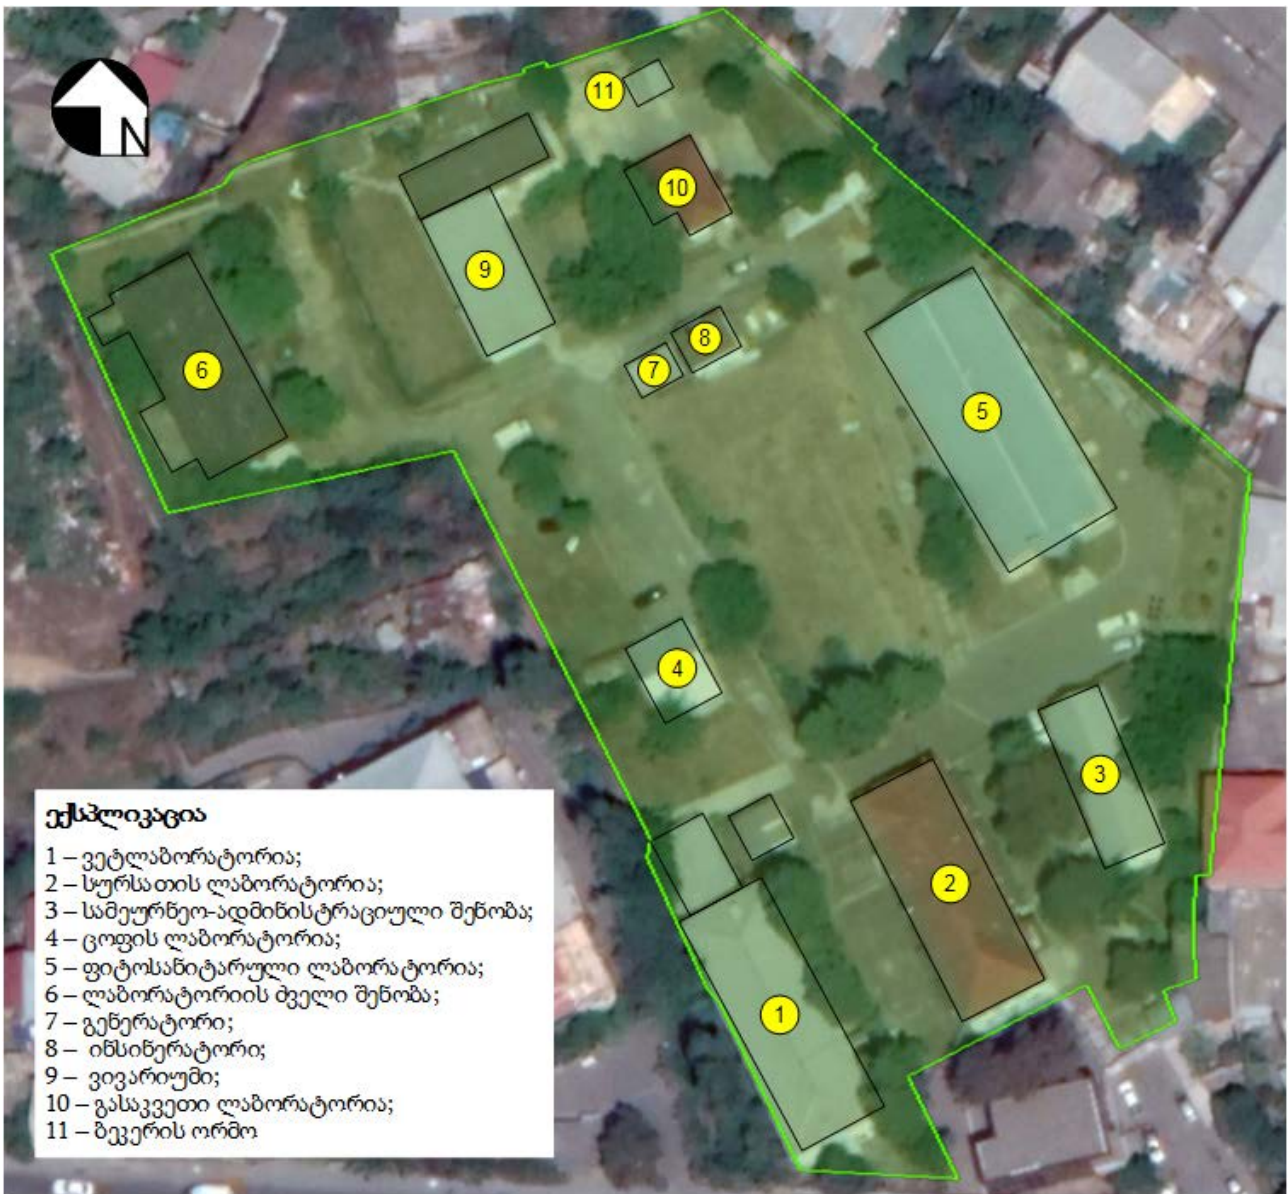 N
11
10
9
8
7
6
5
4
3
2
1
ექსპლიკაცია
1 – ვეტლაბორატორია;
2 – სურსათის ლაბორატორია;
3 – სამეურნეო-ადმინისტრაციული შენობა;
4 – ცოფის ლაბორატორია;
5 – ფიტოსანიტარული ლაბორატორია;
6 – ლაბორატორიის ძველი შენობა;
7 – გენერატორი;
8 – ინსინერატორი;
9 – ვივარიუმი;
10 – გასაკვეთი ლაბორატორია;
11 – ბეკერის ორმო